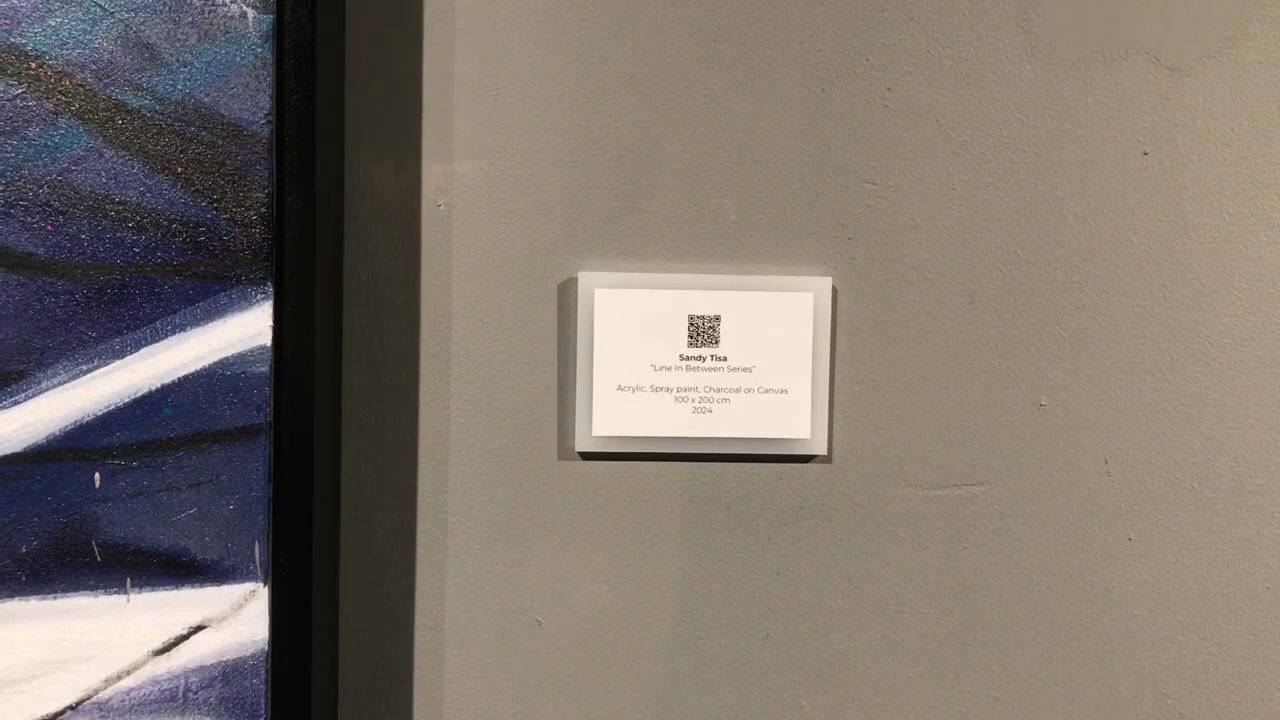 Sandy Tisa
"Line In Between Series"
Acrylic, Spray paint, Charcoal on Canvas
100 x 200 cm
2024